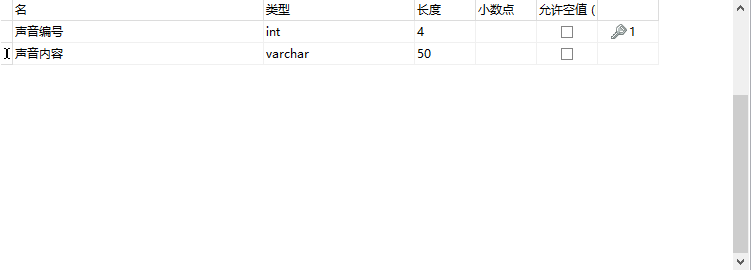 名 类型 长度 小数点 允许空值 (
声音编号 int 4 1
声音内容 varchar 50